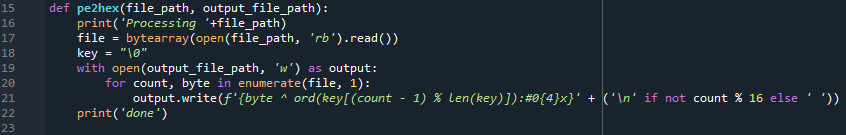 15 def pe2hex(file_path, output_file_path):
16     print('Processing '+file_path)
17     file = bytearray(open(file_path, 'rb').read())
18     key = "\0"
19     with open(output_file_path, 'w') as output:
20         for count, byte in enumerate(file, 1):
21             output.write(f'{byte ^ ord(key[(count - 1) % len(key)]):#0{4}x}' + ('\n' if not count % 16 else ' '))
22     print('done')
23